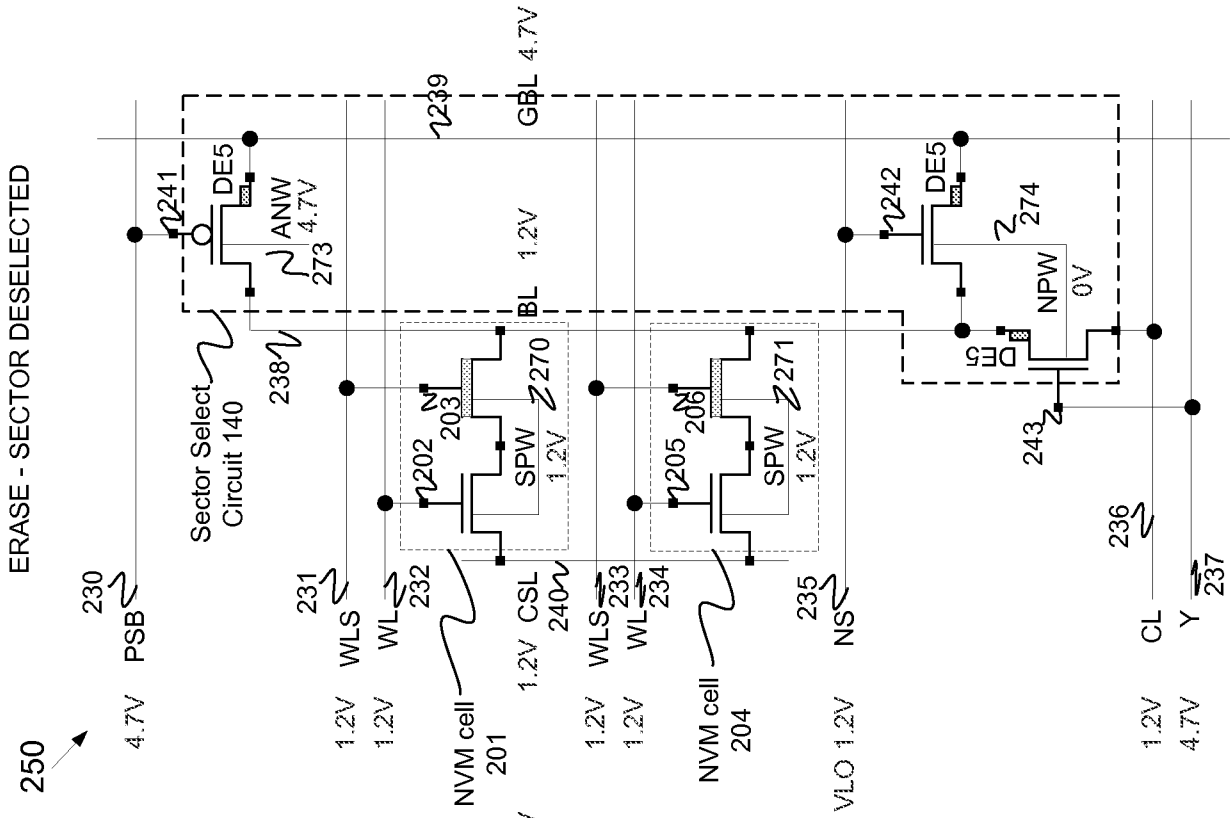 ERASE - SECTOR DESELECTED
250
4.7V PSB 230
241
DE5
ANW
4.7V
273
239
Sector Select
Circuit 140
238
1.2V WLS 231
1.2V WL 232
202
203
SPW
1.2V
270
BL 1.2V
GBL 4.7V
NVM cell
201
1.2V CSL
240
1.2V WLS 233
1.2V WL 234
205
206
SPW
1.2V
271
NVM cell
204
VLO 1.2V NS 235
242
DE5
274
NPW
0V
DE5
243
1.2V CL 236
4.7V Y 237